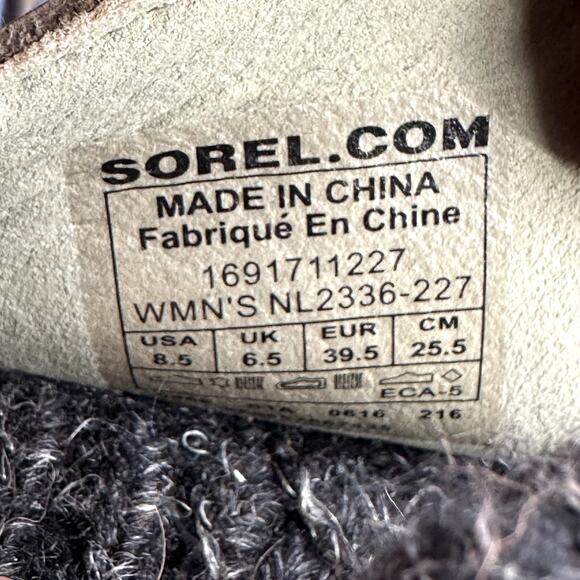 SOREL.COM
MADE IN CHINA
Fabriqué En Chine
1691711227
WMN'S NL2336-227
USA UK EUR CM
8.5 6.5 39.5 25.5
ECA-5
0616 216